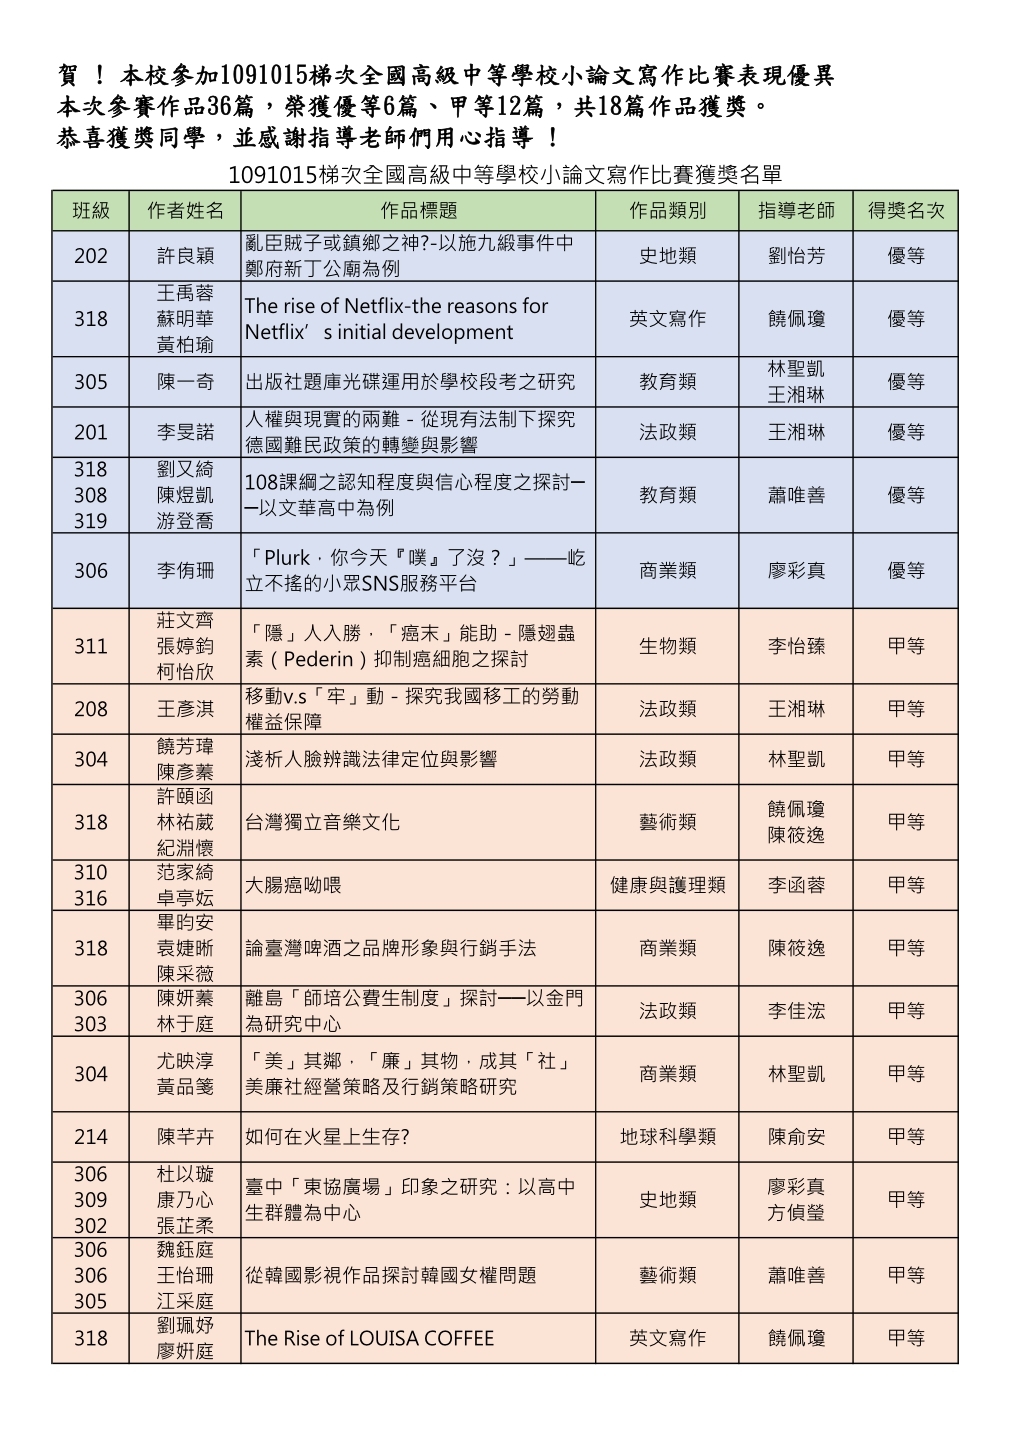 賀 ! 本校參加1091015梯次全國高級中等學校小論文寫作比賽表現優異
本次參賽作品36篇，榮獲優等6篇、甲等12篇，共18篇作品獲獎。
恭喜獲獎同學，並感謝指導老師們用心指導 !
1091015梯次全國高級中等學校小論文寫作比賽獲獎名單
班級 作者姓名 作品標題 作品類別 指導老師 得獎名次
202 許良穎 亂臣賊子或鎮鄉之神?-以施九緞事件中
鄭府新丁公廟為例 史地類 劉怡芳 優等
318 王禹蓉
蘇明華
黃柏瑜 The rise of Netflix-the reasons for
Netflix’s initial development 英文寫作 饒佩瓊 優等
305 陳一奇 出版社題庫光碟運用於學校段考之研究 教育類 林聖凱
王湘琳 優等
201 李旻諾 人權與現實的兩難－從現有法制下探究
德國難民政策的轉變與影響 法政類 王湘琳 優等
318 劉又綺
308 陳煜凱
319 游登喬 108課綱之認知程度與信心程度之探討─
─以文華高中為例 教育類 蕭唯善 優等
306 李侑珊 「Plurk，你今天『噗』了沒？」───屹
立不搖的小眾SNS服務平台 商業類 廖彩真 優等
311 莊文齊
張婷鈞
柯怡欣 「隱」人入勝，「癌末」能助－隱翅蟲
素（Pederin）抑制癌細胞之探討 生物類 李怡臻 甲等
208 王彥淇 移動v.s「牢」動－探究我國移工的勞動
權益保障 法政類 王湘琳 甲等
304 饒芳瑋
陳彥蓁 淺析人臉辨識法律定位與影響 法政類 林聖凱 甲等
318 許頤函
林祐葳
紀淵懷 台灣獨立音樂文化 藝術類 饒佩瓊
陳筱逸 甲等
310 范家綺
316 卓亭妘 大腸癌呦喂 健康與護理類 李函蓉 甲等
318 畢昀安
袁婕晰
陳采薇 論臺灣啤酒之品牌形象與行銷手法 商業類 陳筱逸 甲等
306 陳妍蓁
303 林于庭 離島「師培公費生制度」探討──以金門
為研究中心 法政類 李佳浤 甲等
304 尤映淳
黃品箋 「美」其鄰，「廉」其物，成其「社」
美廉社經營策略及行銷策略研究 商業類 林聖凱 甲等
214 陳芊卉 如何在火星上生存? 地球科學類 陳俞安 甲等
306 杜以璇
309 康乃心
302 張芷柔 臺中「東協廣場」印象之研究：以高中
生群體為中心 史地類 廖彩真
方偵瑩 甲等
306 魏鈺庭
306 王怡珊
305 江采庭 從韓國影視作品探討韓國女權問題 藝術類 蕭唯善 甲等
318 劉珮妤
廖姸庭 The Rise of LOUISA COFFEE 英文寫作 饒佩瓊 甲等